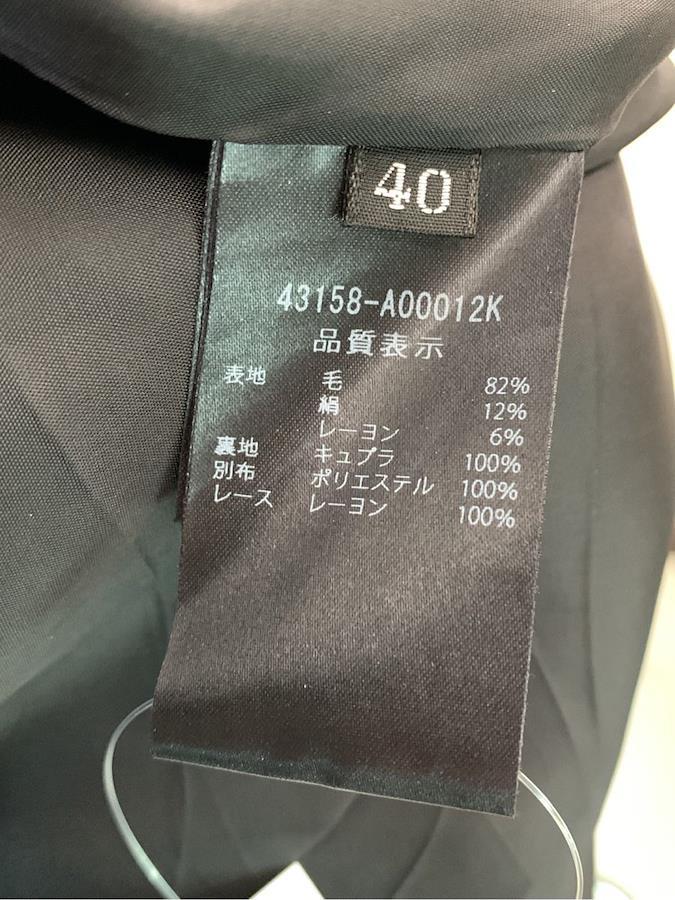 40
43158-A00012K
品質表示
表地 毛 82%
絹 12%
レーヨン 6%
裏地 キュプラ 100%
別布 ポリエステル 100%
レース レーヨン 100%